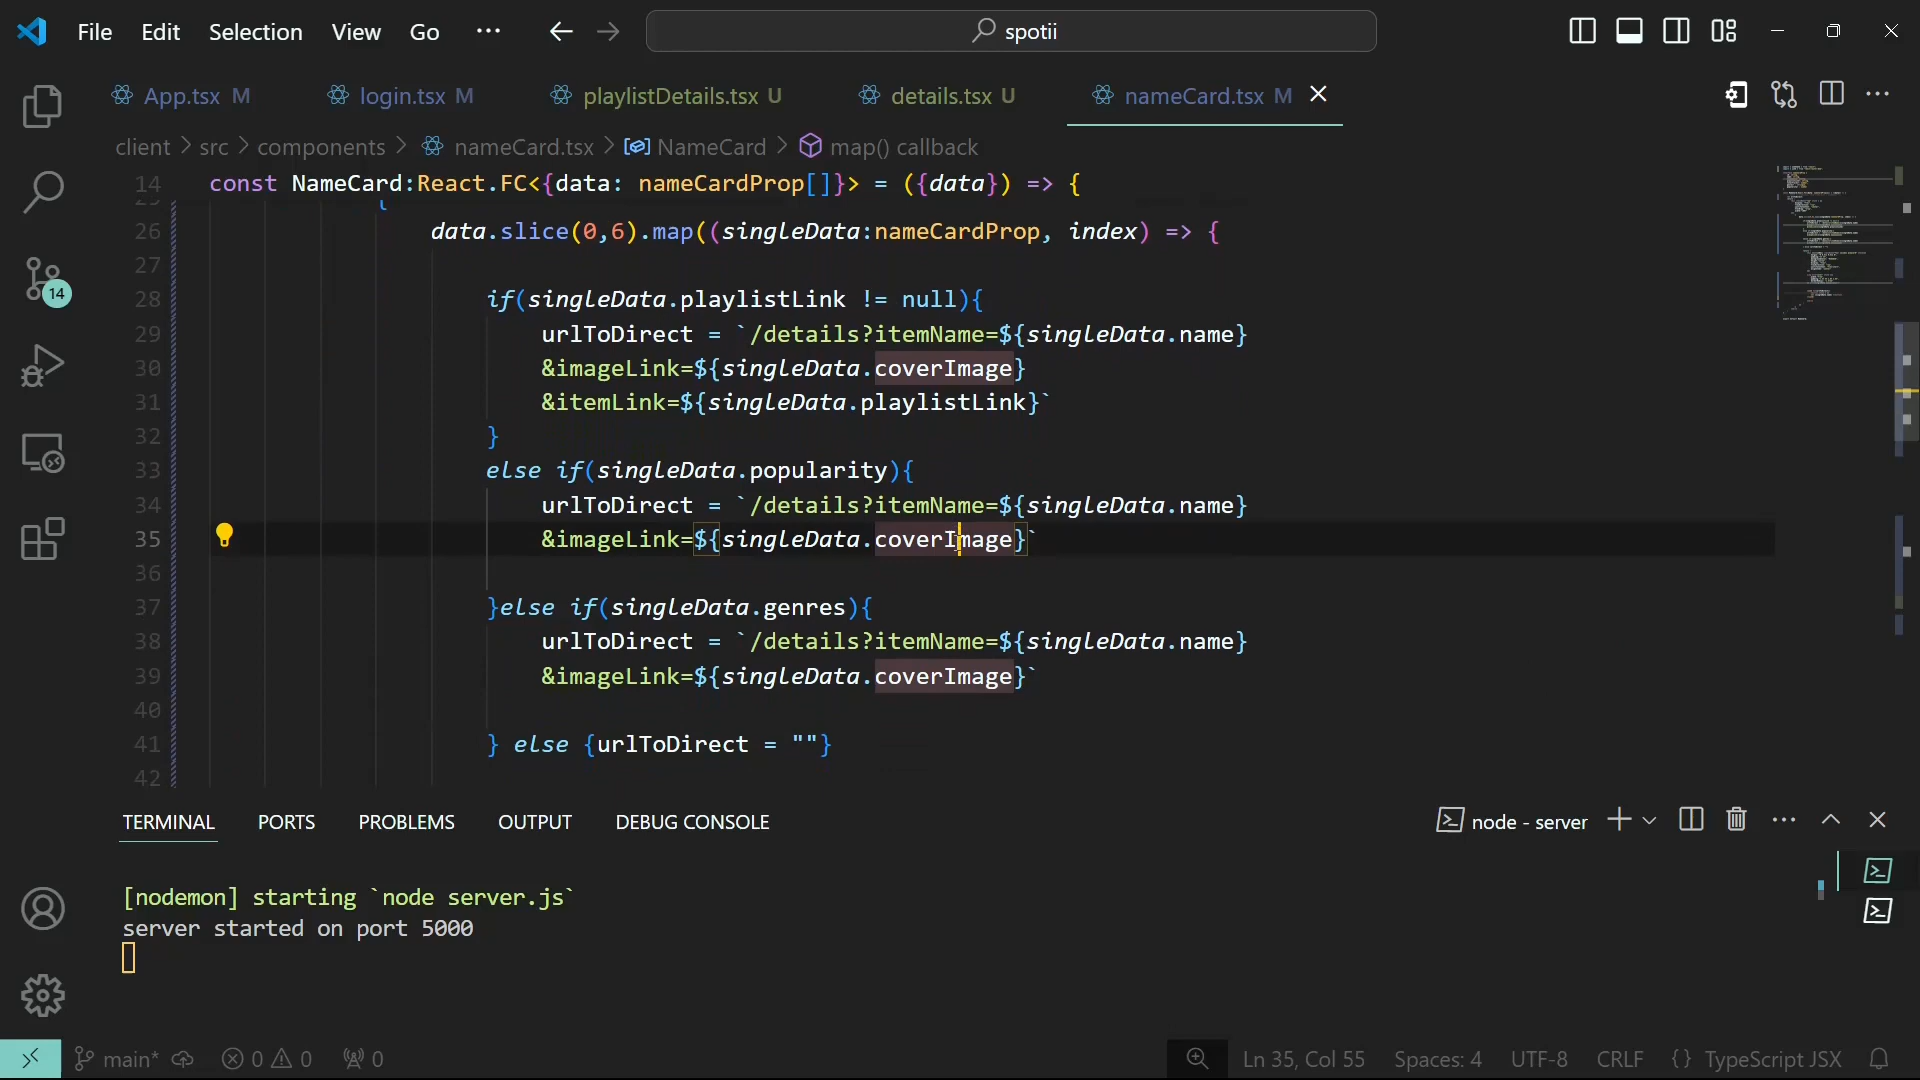 File Edit Selection View Go ··· spotii
App.tsx M login.tsx M playlistDetails.tsx U details.tsx U nameCard.tsx M
client > src > components > nameCard.tsx > NameCard > map() callback
14 const NameCard:React.FC<{data: nameCardProp[]}> = ({data}) => {
26 data.slice(0,6).map((singleData:nameCardProp, index) => {
27
28 if(singleData.playlistLink != null){
29 urlToDirect = `/details?itemName=${singleData.name}
30 &imageLink=${singleData.coverImage}
31 &itemLink=${singleData.playlistLink}`
32 }
33 else if(singleData.popularity){
34 urlToDirect = `/details?itemName=${singleData.name}
35 &imageLink=${singleData.coverImage}`
36
37 }else if(singleData.genres){
38 urlToDirect = `/details?itemName=${singleData.name}
39 &imageLink=${singleData.coverImage}`
40
41 } else {urlToDirect = ""}
42
14
TERMINAL PORTS PROBLEMS OUTPUT DEBUG CONSOLE node - server
[nodemon] starting `node server.js`
server started on port 5000
main* 0 0 0 Ln 35, Col 55 Spaces: 4 UTF-8 CRLF {} TypeScript JSX